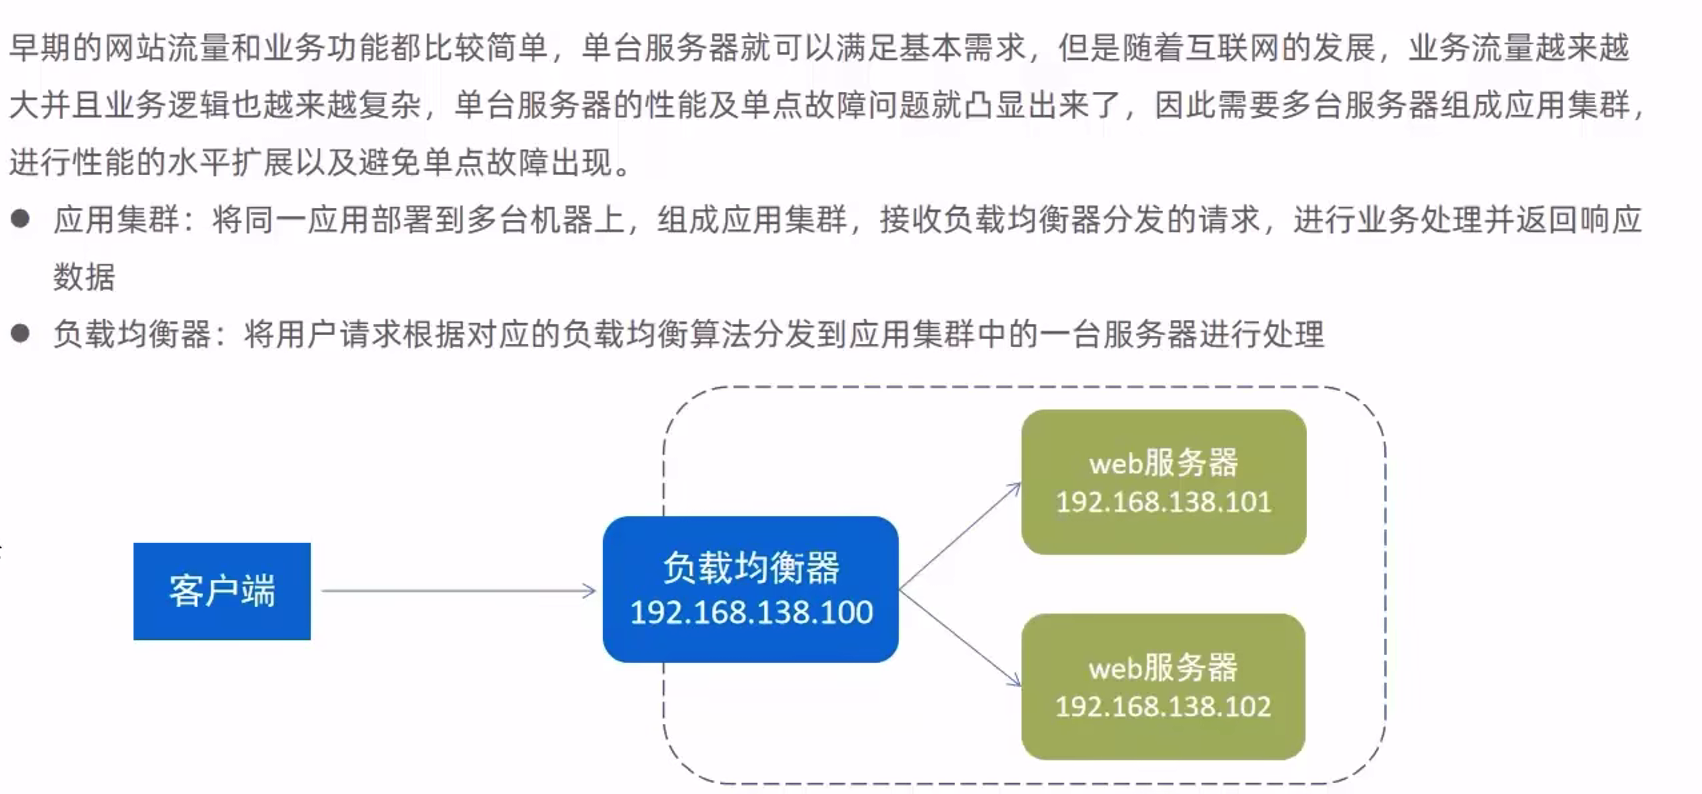 早期的网站流量和业务功能都比较简单，单台服务器就可以满足基本需求，但是随着互联网的发展，业务流量越来越
大并且业务逻辑也越来越复杂，单台服务器的性能及单点故障问题就凸显出来了，因此需要多台服务器组成应用集群，
进行性能的水平扩展以及避免单点故障出现。
● 应用集群：将同一应用部署到多台机器上，组成应用集群，接收负载均衡器分发的请求，进行业务处理并返回响应
数据
● 负载均衡器：将用户请求根据对应的负载均衡算法分发到应用集群中的一台服务器进行处理
客户端
负载均衡器
192.168.138.100
web服务器
192.168.138.101
web服务器
192.168.138.102